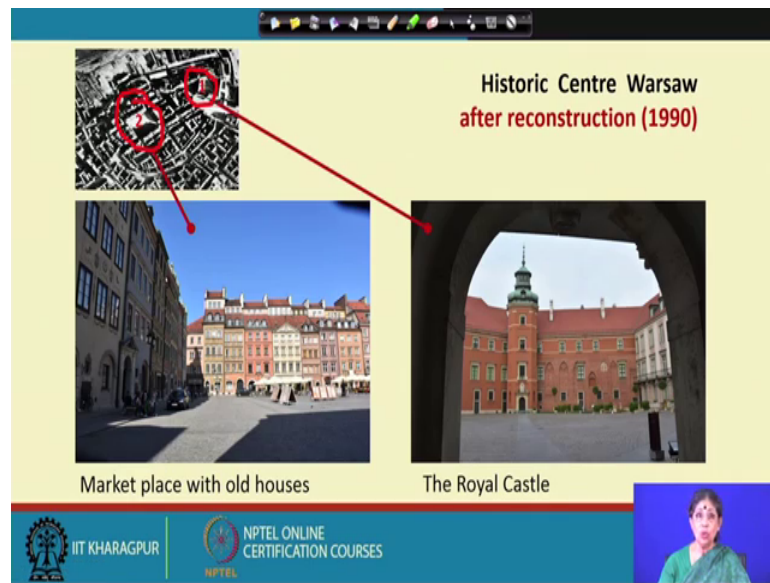 1
2
Historic Centre Warsaw
after reconstruction (1990)
Market place with old houses
The Royal Castle
IIT KHARAGPUR
NPTEL
NPTEL ONLINE
CERTIFICATION COURSES